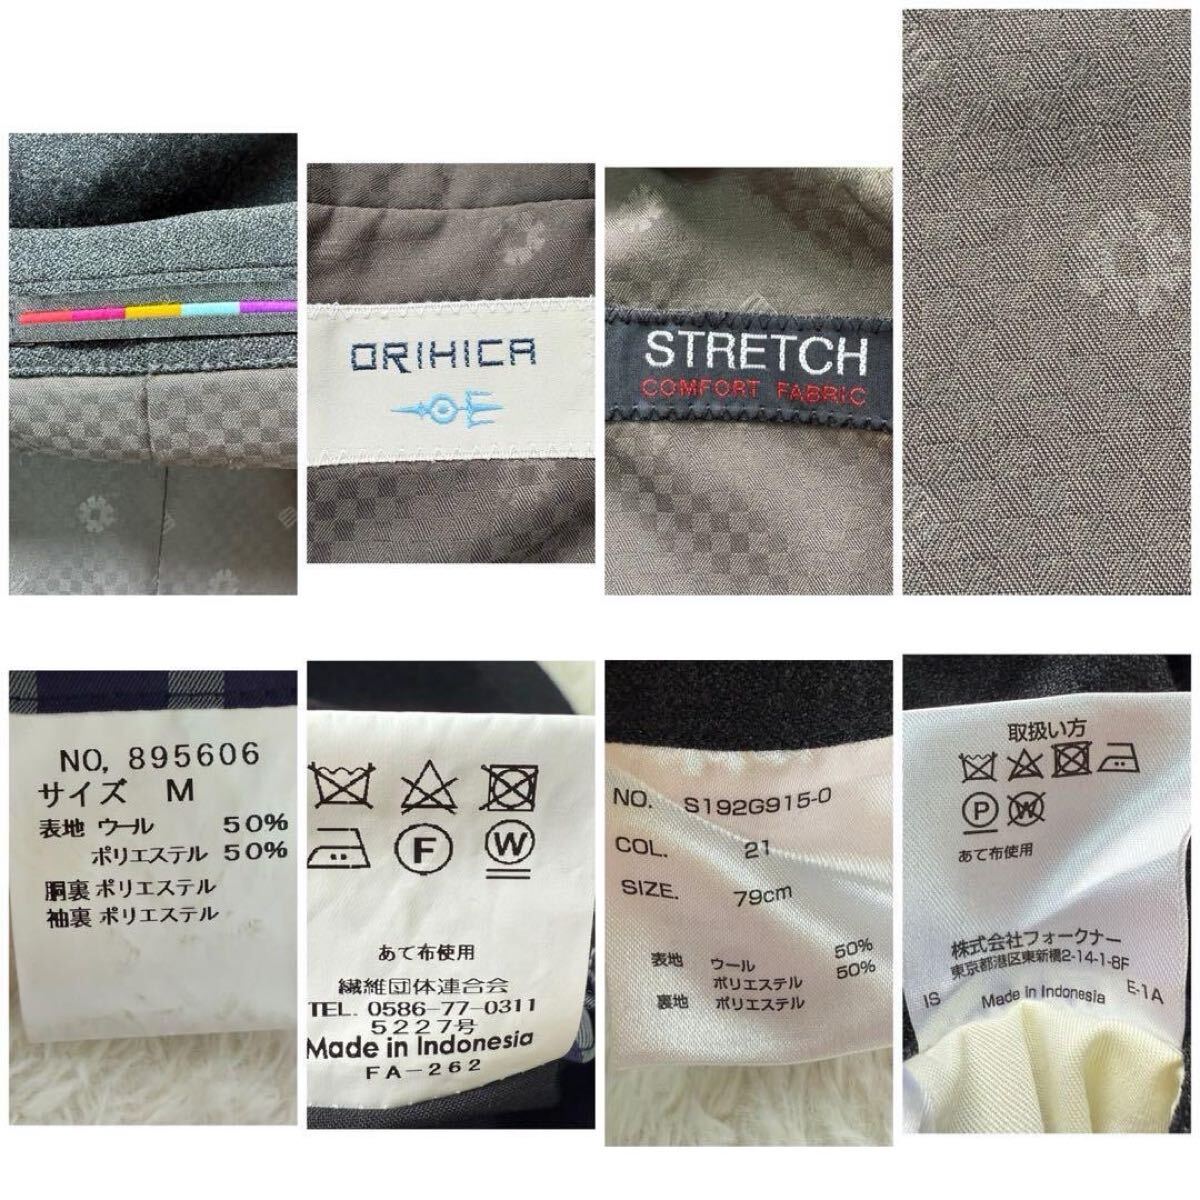 ORIHICA
STRETCH
COMFORT FABRIC
NO, 895606
サイズ M
表地 ウール 50%
ポリエステル 50%
胴裏 ポリエステル
袖裏 ポリエステル
F
W
あて布使用
繊維団体連合会
TEL. 0586-77-0311
5227号
Made in Indonesia
FA-262
NO. S192G915-0
COL. 21
SIZE. 79cm
表地 ウール 50%
ポリエステル 50%
裏地 ポリエステル
取扱い方
P
W
あて布使用
株式会社フォークナー
東京都港区東新橋2-14-1-8F
IS Made in Indonesia E-1A